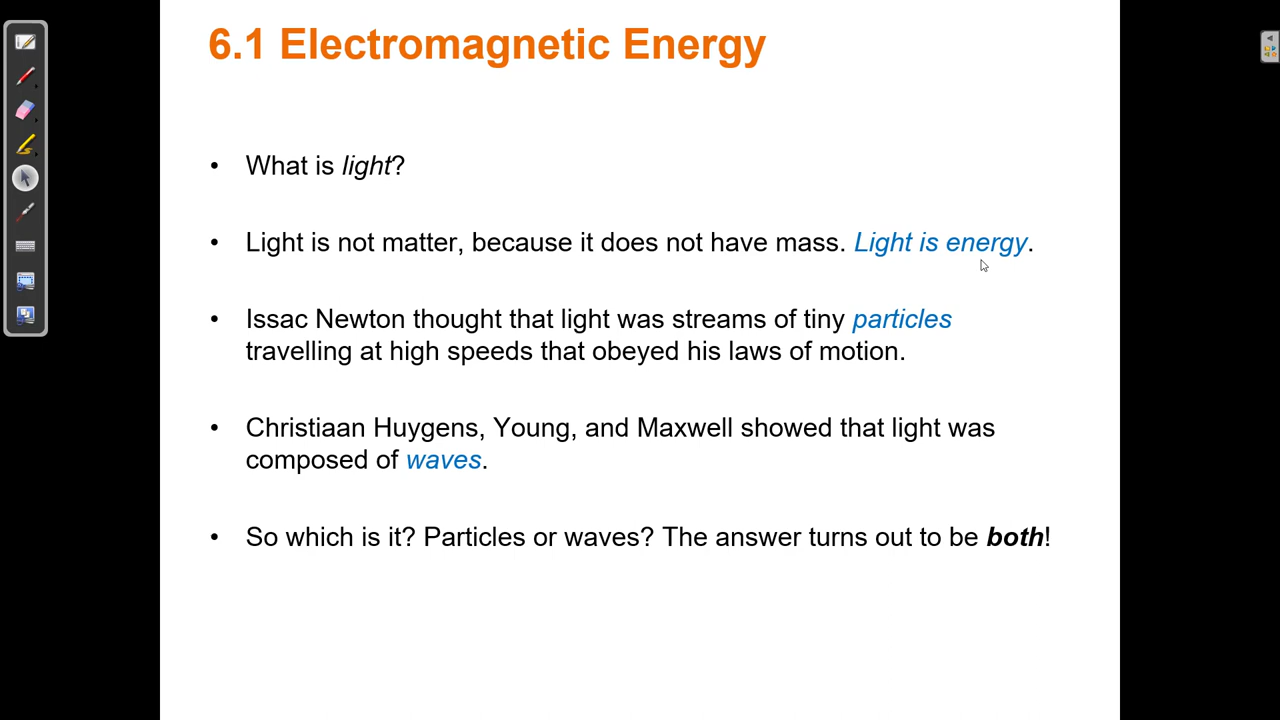 6.1 Electromagnetic Energy
• What is light?
• Light is not matter, because it does not have mass. Light is energy.
• Issac Newton thought that light was streams of tiny particles
travelling at high speeds that obeyed his laws of motion.
• Christiaan Huygens, Young, and Maxwell showed that light was
composed of waves.
• So which is it? Particles or waves? The answer turns out to be both!